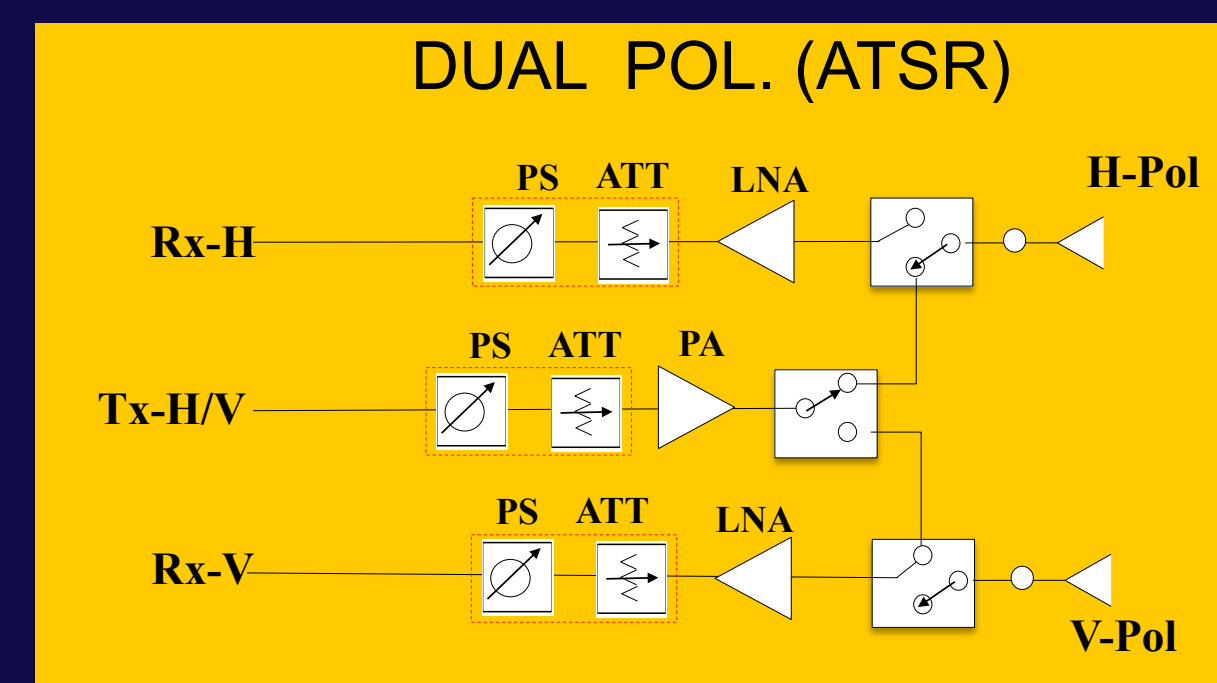 DUAL POL. (ATSR)
PS ATT LNA H-Pol
Rx-H
PS ATT PA
Tx-H/V
PS ATT LNA
Rx-V
V-Pol